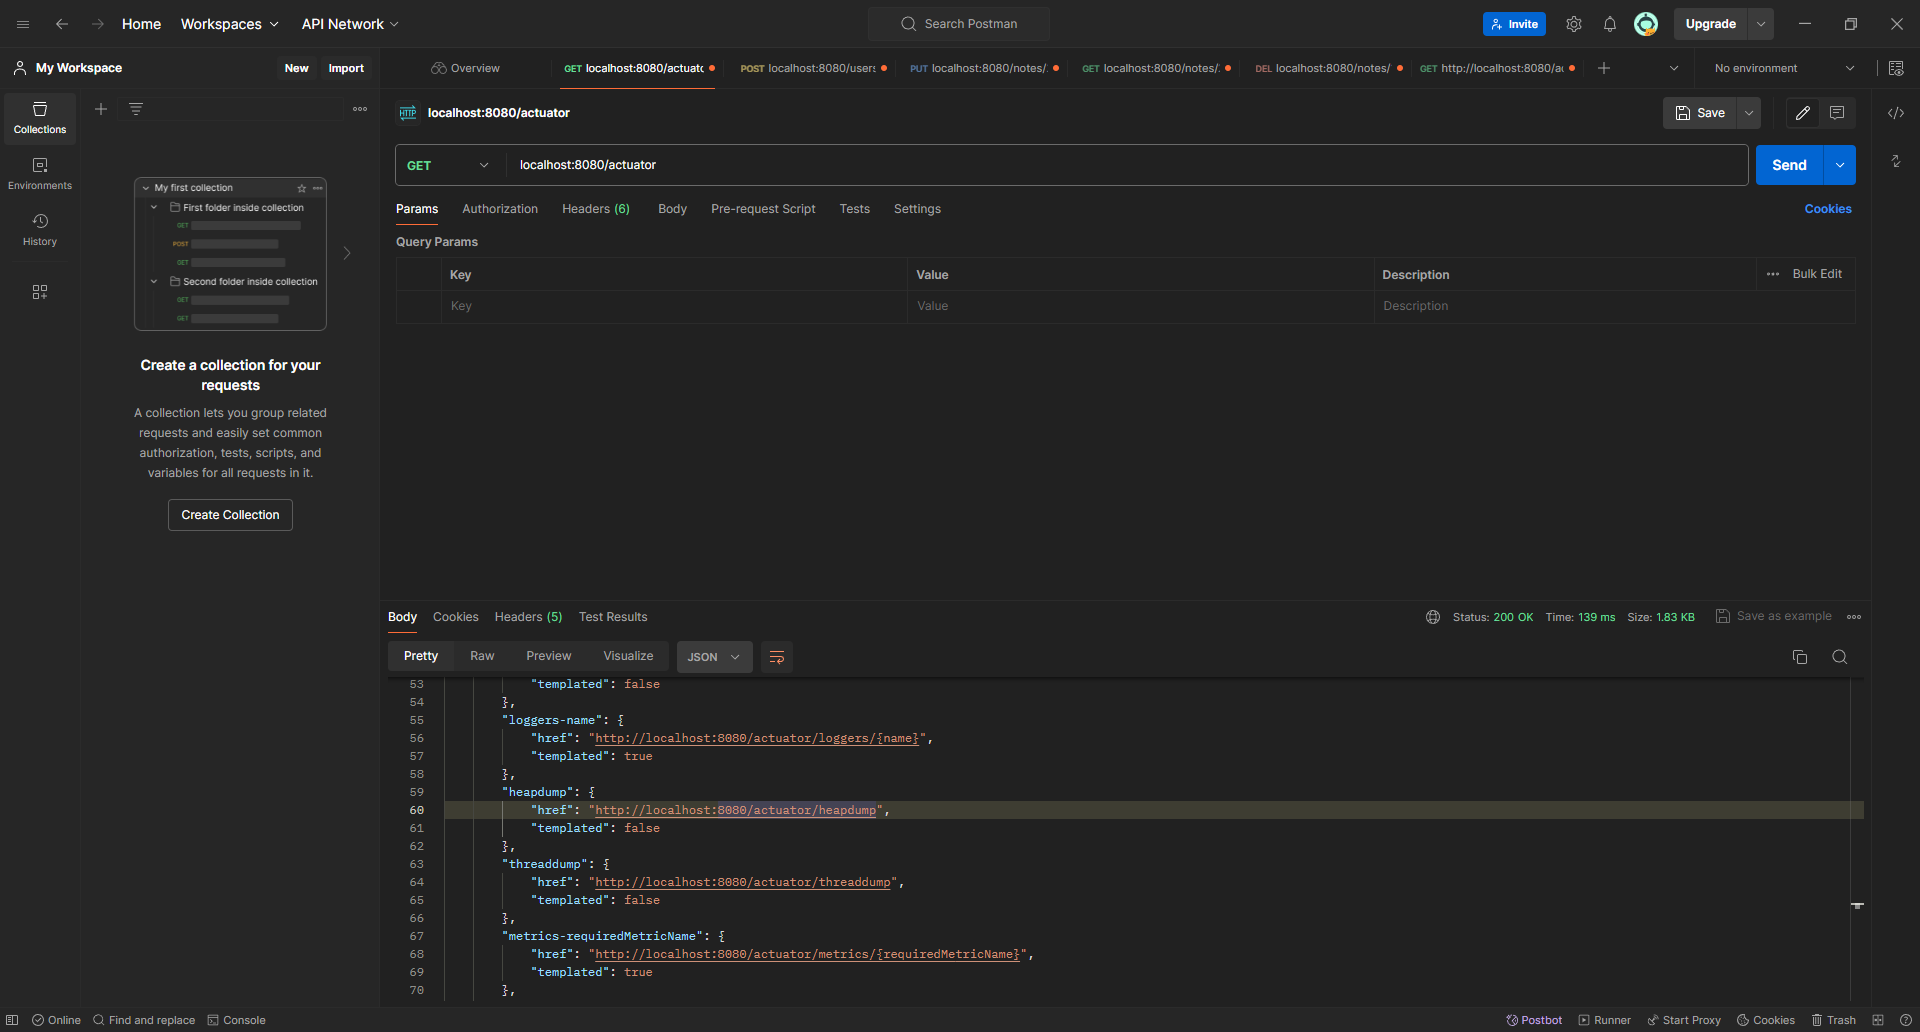 Home
Workspaces
API Network
Search Postman
Invite
Upgrade
My Workspace
New
Import
Overview
GET localhost:8080/actuatc
POST localhost:8080/users
PUT localhost:8080/notes/
GET localhost:8080/notes/
DEL localhost:8080/notes/
GET http://localhost:8080/a
No environment
Collections
Environments
History
My first collection
First folder inside collection
GET
POST
GET
Second folder inside collection
GET
GET
Create a collection for your
requests
A collection lets you group related
requests and easily set common
authorization, tests, scripts, and
variables for all requests in it.
Create Collection
HTTP localhost:8080/actuator
Save
GET
localhost:8080/actuator
Send
Params
Authorization
Headers (6)
Body
Pre-request Script
Tests
Settings
Cookies
Query Params
Key
Value
Description
Bulk Edit
Key
Value
Description
Body
Cookies
Headers (5)
Test Results
Status: 200 OK
Time: 139 ms
Size: 1.83 KB
Save as example
Pretty
Raw
Preview
Visualize
JSON
53 "templated": false
54 },
55 "loggers-name": {
56 "href": "http://localhost:8080/actuator/loggers/{name}",
57 "templated": true
58 },
59 "heapdump": {
60 "href": "http://localhost:8080/actuator/heapdump",
61 "templated": false
62 },
63 "threaddump": {
64 "href": "http://localhost:8080/actuator/threaddump",
65 "templated": false
66 },
67 "metrics-requiredMetricName": {
68 "href": "http://localhost:8080/actuator/metrics/{requiredMetricName}",
69 "templated": true
70 },
Online
Find and replace
Console
Postbot
Runner
Start Proxy
Cookies
Trash